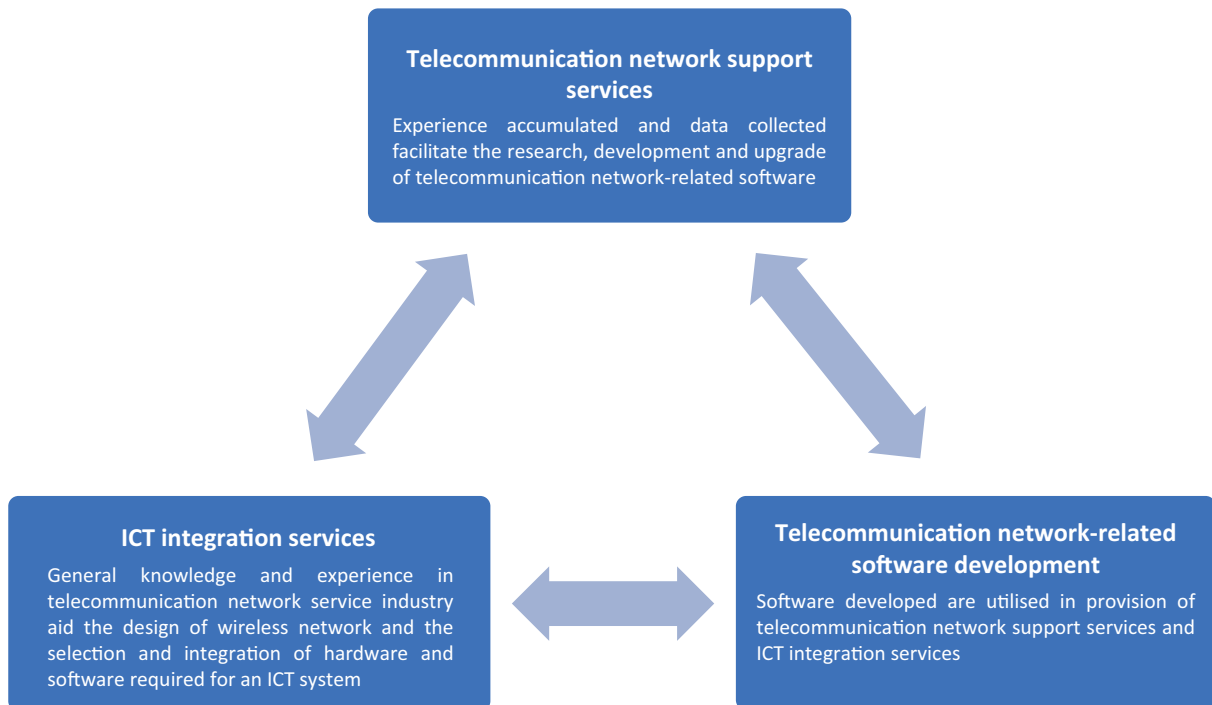 Telecommunication network support
services
Experience accumulated and data collected
facilitate the research, development and upgrade
of telecommunication network-related software
ICT integration services
General knowledge and experience in
telecommunication network service industry
aid the design of wireless network and the
selection and integration of hardware and
software required for an ICT system
Telecommunication network-related
software development
Software developed are utilised in provision of
telecommunication network support services and
ICT integration services